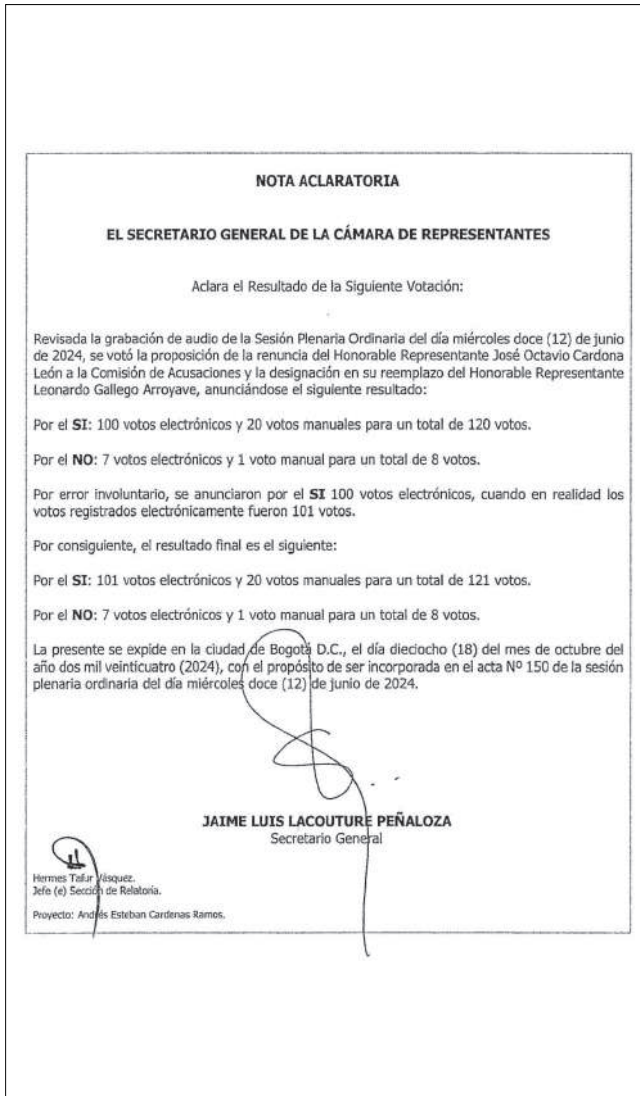 NOTA ACLARATORIA
EL SECRETARIO GENERAL DE LA CÁMARA DE REPRESENTANTES
Aclara el Resultado de la Siguiente Votación:
Revisada la grabación de audio de la Sesión Plenaria Ordinaria del día miércoles doce (12) de junio
de 2024, se votó la proposición de la renuncia del Honorable Representante José Octavio Cardona
León a la Comisión de Acusaciones y la designación en su reemplazo del Honorable Representante
Leonardo Gallego Arroyave, anunciándose el siguiente resultado:
Por el SI: 100 votos electrónicos y 20 votos manuales para un total de 120 votos.
Por el NO: 7 votos electrónicos y 1 voto manual para un total de 8 votos.
Por error involuntario, se anunciaron por el SI 100 votos electrónicos, cuando en realidad los
votos registrados electrónicamente fueron 101 votos.
Por consiguiente, el resultado final es el siguiente:
Por el SI: 101 votos electrónicos y 20 votos manuales para un total de 121 votos.
Por el NO: 7 votos electrónicos y 1 voto manual para un total de 8 votos.
La presente se expide en la ciudad de Bogotá D.C., el día dieciocho (18) del mes de octubre del
año dos mil veinticuatro (2024), con el propósito de ser incorporada en el acta Nº 150 de la sesión
plenaria ordinaria del día miércoles doce (12) de junio de 2024.
JAIME LUIS LACOUTURE PEÑALOZA
Secretario General
Hermes Tafur Vásquez.
Jefe (e) Sección de Relatoría.
Proyecto: Andrés Esteban Cardenas Ramos.